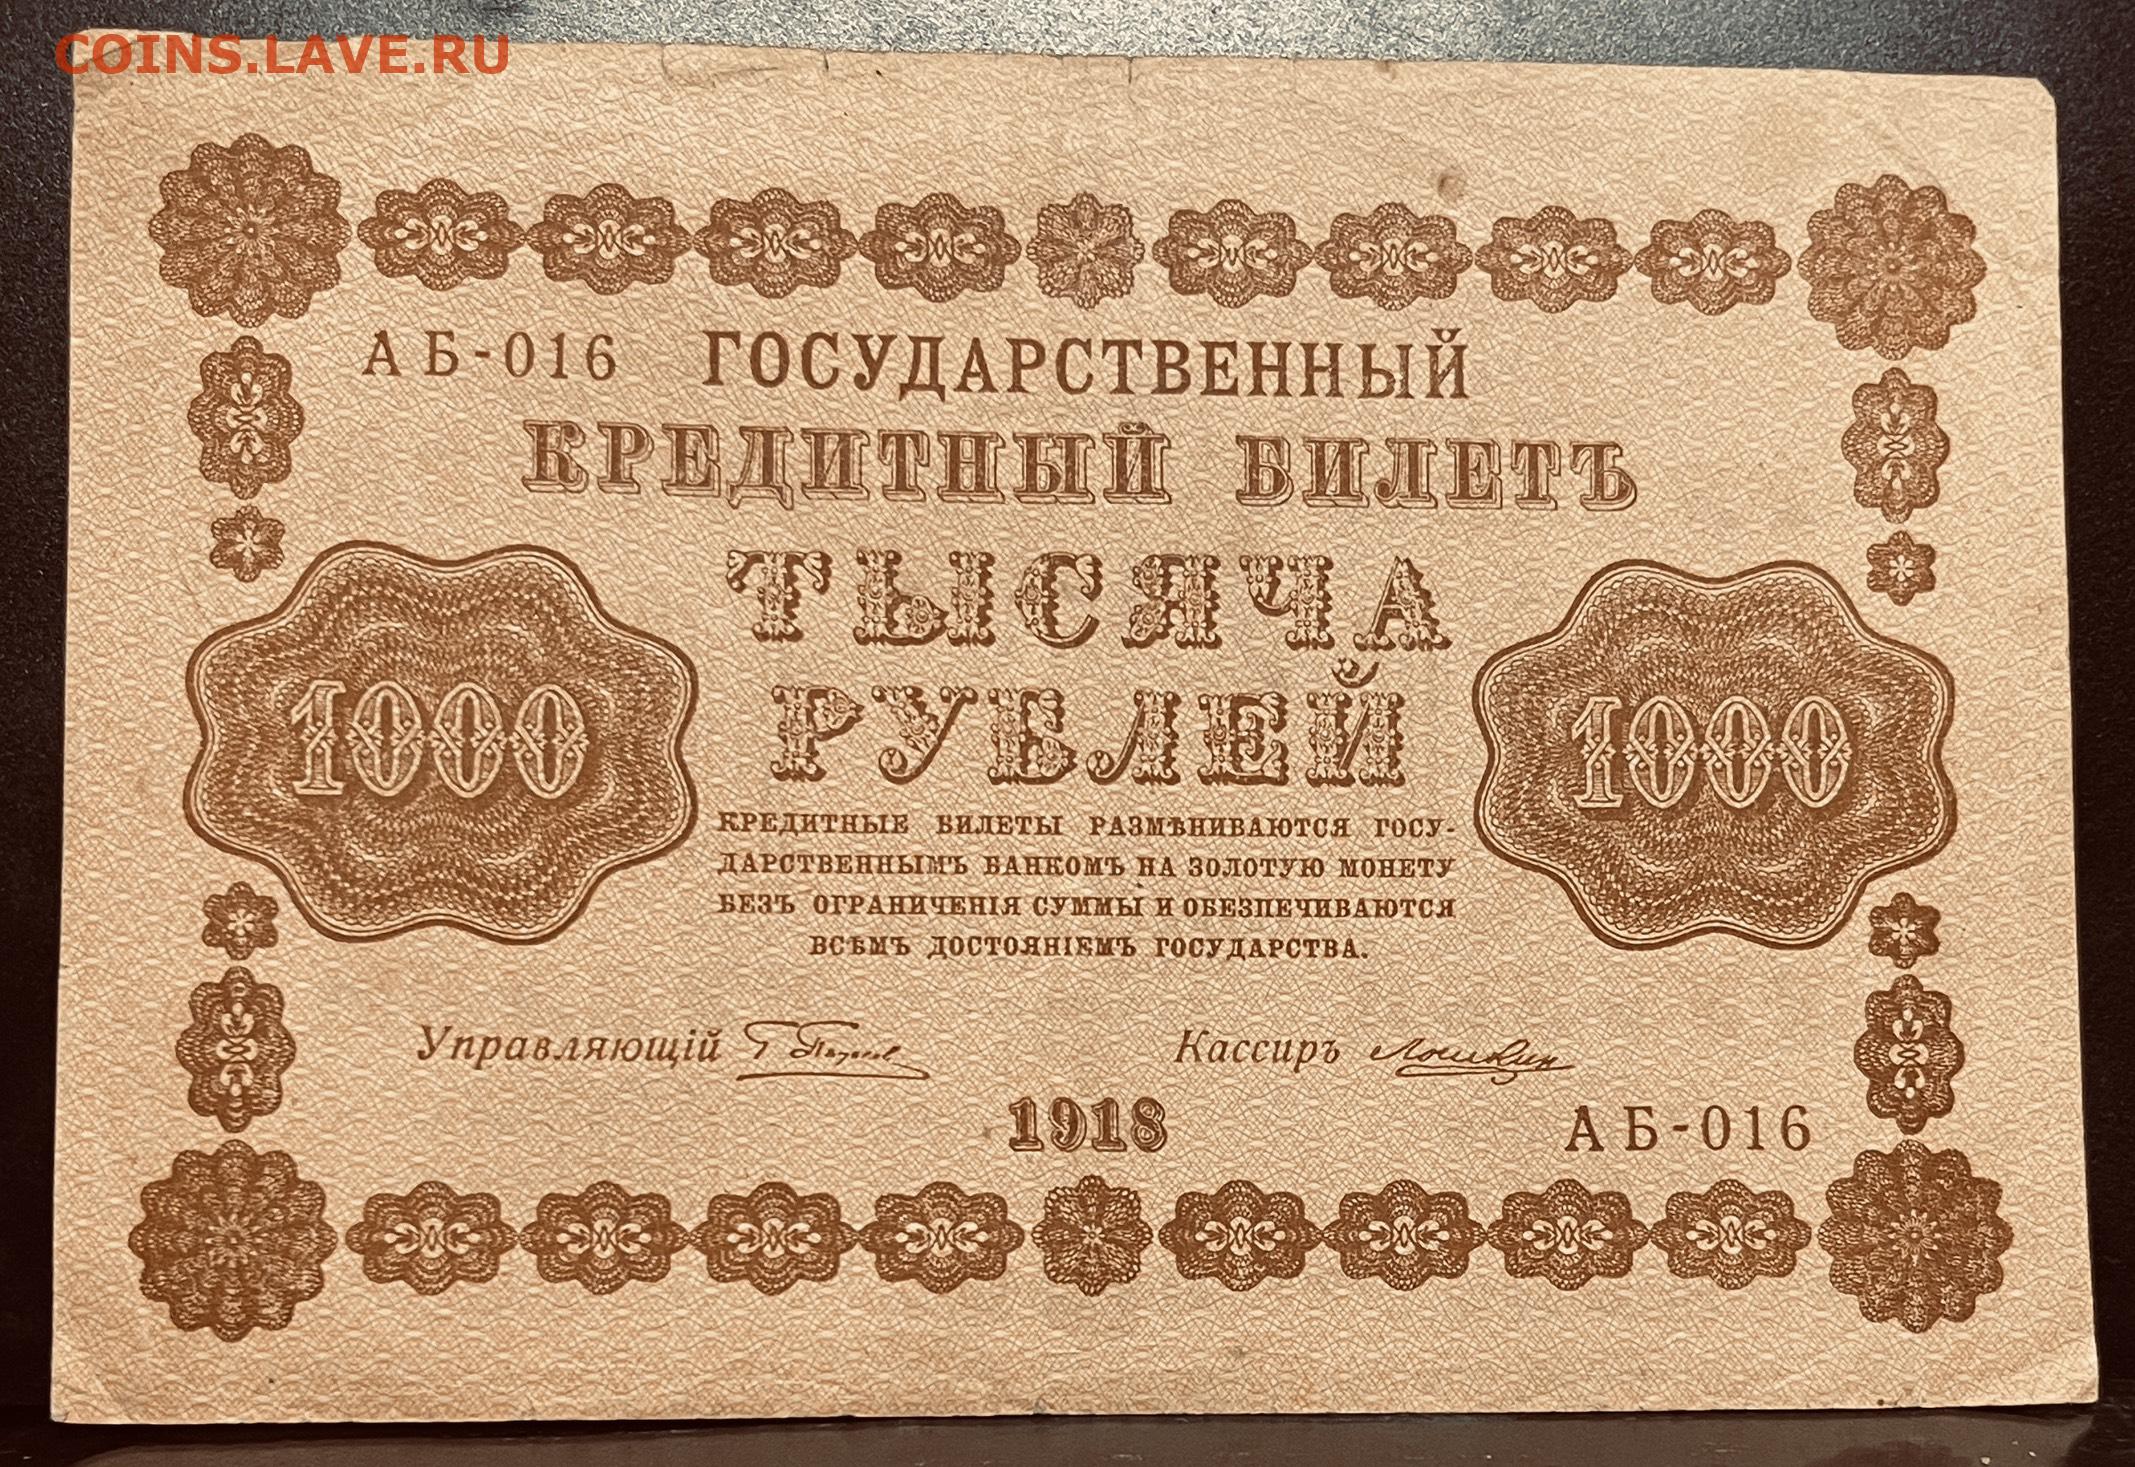 COINS.LAVE.RU
АБ-016 ГОСУДАРСТВЕННЫЙ
КРЕДИТНЫЙ БИЛЕТЪ
ТЫСЯЧА
РУБЛЕЙ
1000
1000
КРЕДИТНЫЕ БИЛЕТЫ РАЗМѢНИВАЮТСЯ ГОСУ-
ДАРСТВЕННЫМЪ БАНКОМЪ НА ЗОЛОТУЮ МОНЕТУ
БЕЗЪ ОГРАНИЧЕНІЯ СУММЫ И ОБЕЗПЕЧИВАЮТСЯ
ВСѢМЪ ДОСТОЯНІЕМЪ ГОСУДАРСТВА.
Управляющій Кассиръ
1918
АБ-016